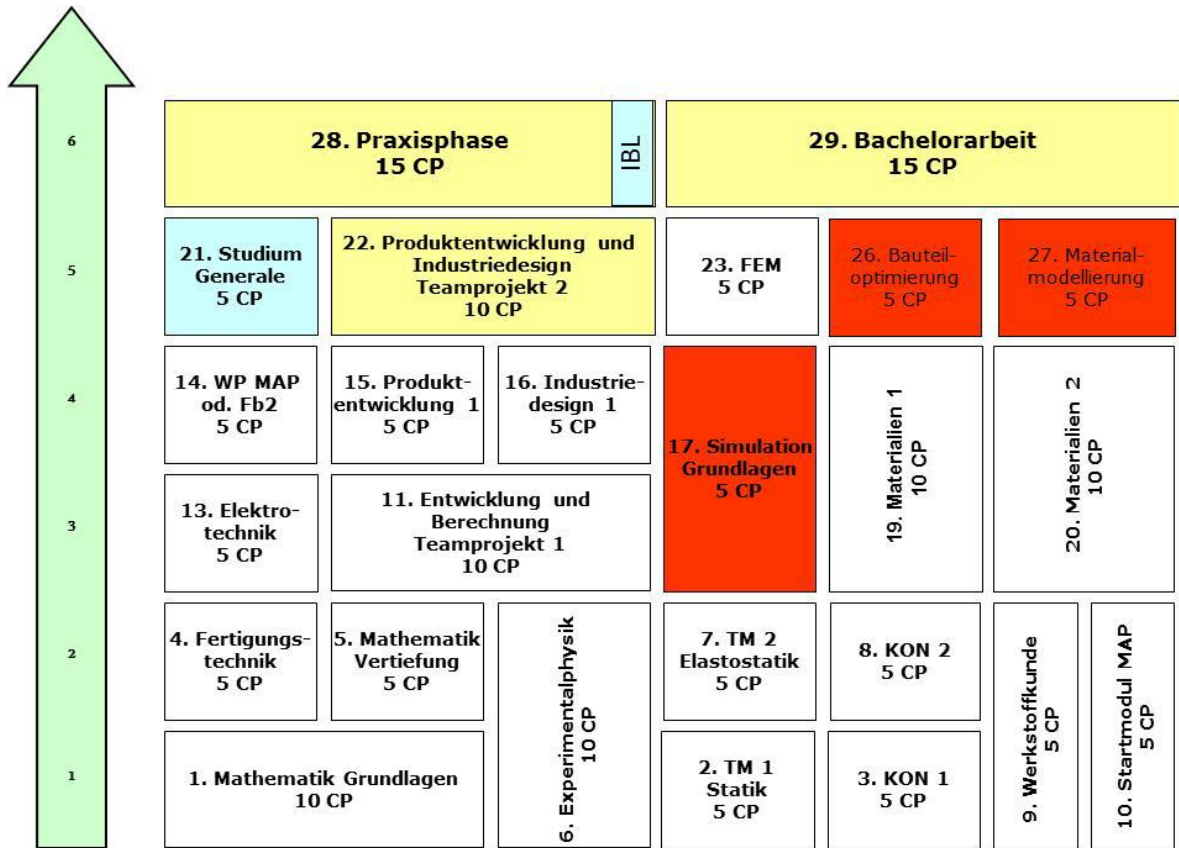 6
28. Praxisphase
15 CP
IBL
29. Bachelorarbeit
15 CP
5
21. Studium
Generale
5 CP
22. Produktentwicklung und
Industriedesign
Teamprojekt 2
10 CP
23. FEM
5 CP
26. Bauteil-
optimierung
5 CP
27. Material-
modellierung
5 CP
4
14. WP MAP
od. Fb2
5 CP
15. Produkt-
entwicklung 1
5 CP
16. Industrie-
design 1
5 CP
17. Simulation
Grundlagen
5 CP
19. Materialien 1
10 CP
20. Materialien 2
10 CP
3
13. Elektro-
technik
5 CP
11. Entwicklung und
Berechnung
Teamprojekt 1
10 CP
2
4. Fertigungs-
technik
5 CP
5. Mathematik
Vertiefung
5 CP
6. Experimentalphysik
10 CP
7. TM 2
Elastostatik
5 CP
8. KON 2
5 CP
9. Werkstoffkunde
5 CP
10. Startmodul MAP
5 CP
1
1. Mathematik Grundlagen
10 CP
2. TM 1
Statik
5 CP
3. KON 1
5 CP